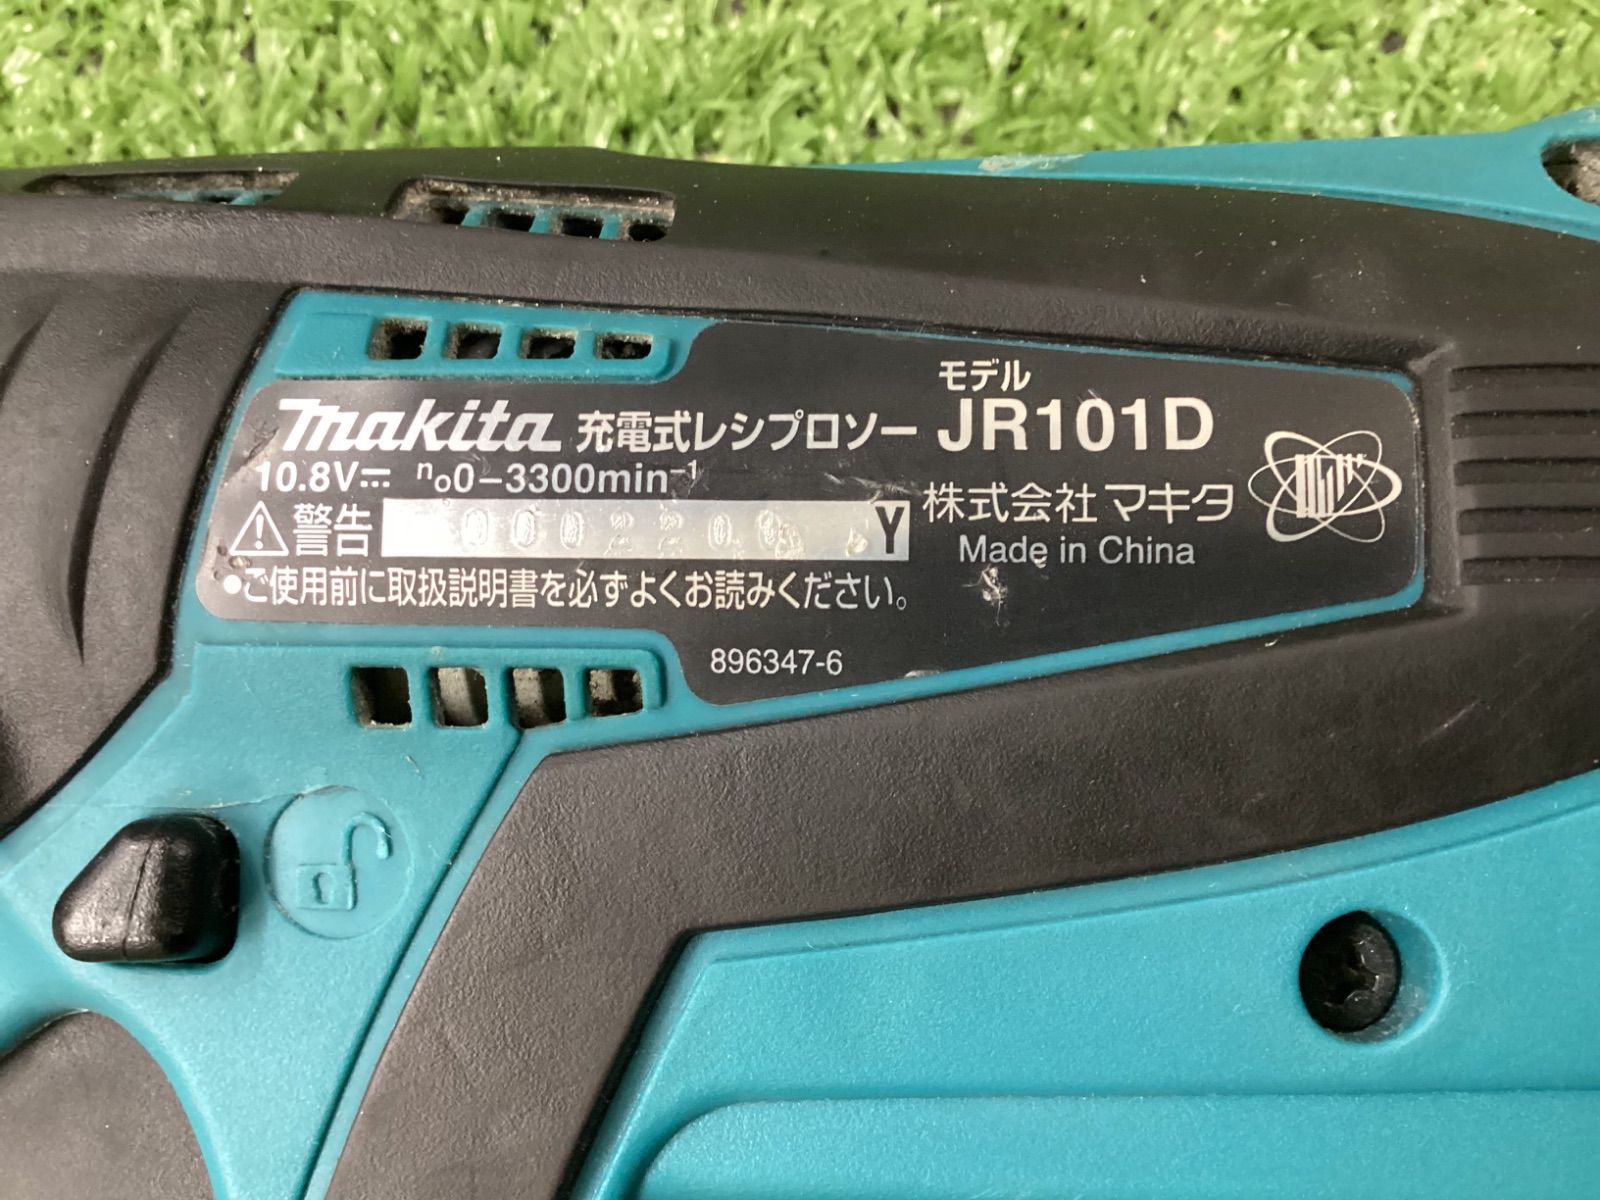 モデル
makita 充電式レシプロソー JR101D
10.8V⎓ n₀0-3300min⁻¹
⚠警告 Y 株式会社マキタ
Made in China
●ご使用前に取扱説明書を必ずよくお読みください。
896347-6